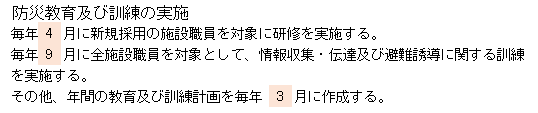 防災教育及び訓練の実施
毎年 4 月に新規採用の施設職員を対象に研修を実施する。
毎年 9 月に全施設職員を対象として、情報収集・伝達及び避難誘導に関する訓練
を実施する。
その他、年間の教育及び訓練計画を毎年 3 月に作成する。